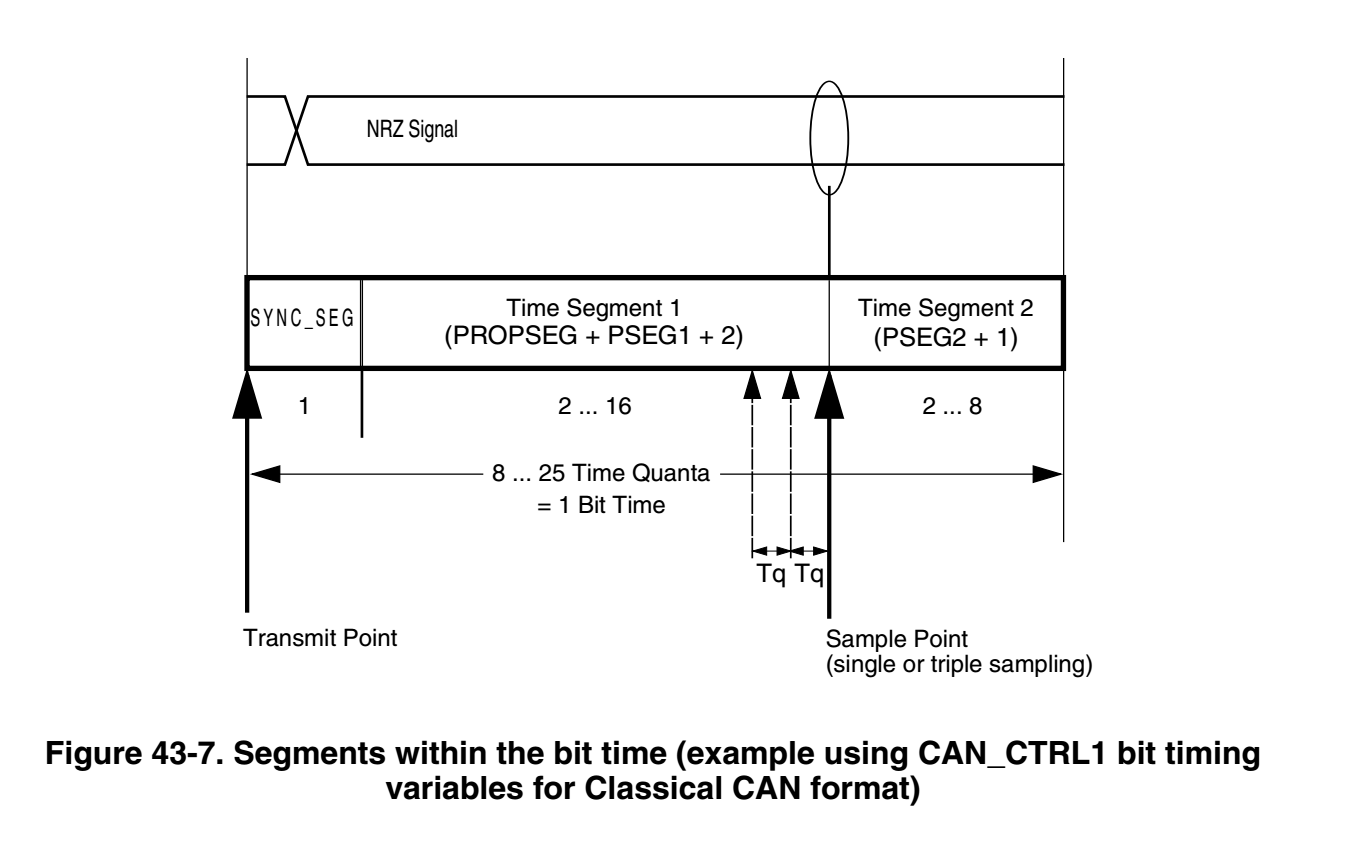 NRZ Signal
SYNC_SEG
Time Segment 1
(PROPSEG + PSEG1 + 2)
Time Segment 2
(PSEG2 + 1)
1
2 ... 16
2 ... 8
8 ... 25 Time Quanta
= 1 Bit Time
Tq Tq
Transmit Point
Sample Point
(single or triple sampling)
Figure 43-7. Segments within the bit time (example using CAN_CTRL1 bit timing
variables for Classical CAN format)